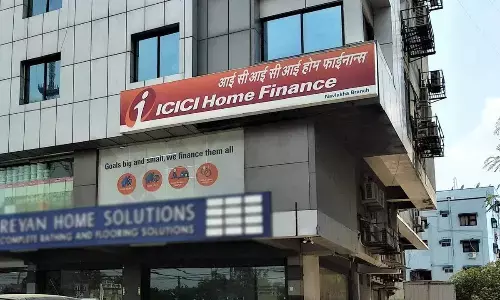 आई सी आई सी आई होम फाईनान्स
ICICI Home Finance
Navlakha Branch
Goals big and small, we finance them all
REYAN HOME SOLUTIONS
COMPLETE BATHING AND FLOORING SOLUTIONS